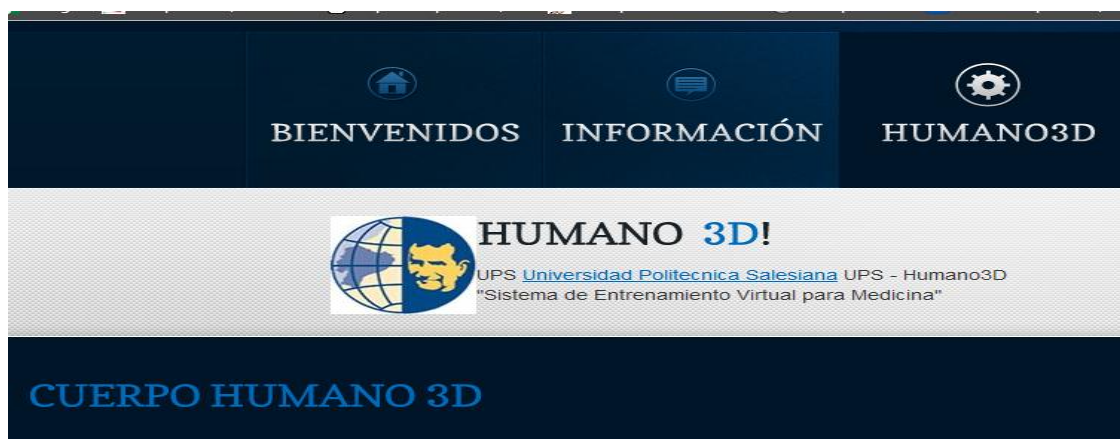 BIENVENIDOS INFORMACIÓN HUMANO3D
HUMANO 3D!
UPS Universidad Politecnica Salesiana UPS - Humano3D
"Sistema de Entrenamiento Virtual para Medicina"
CUERPO HUMANO 3D